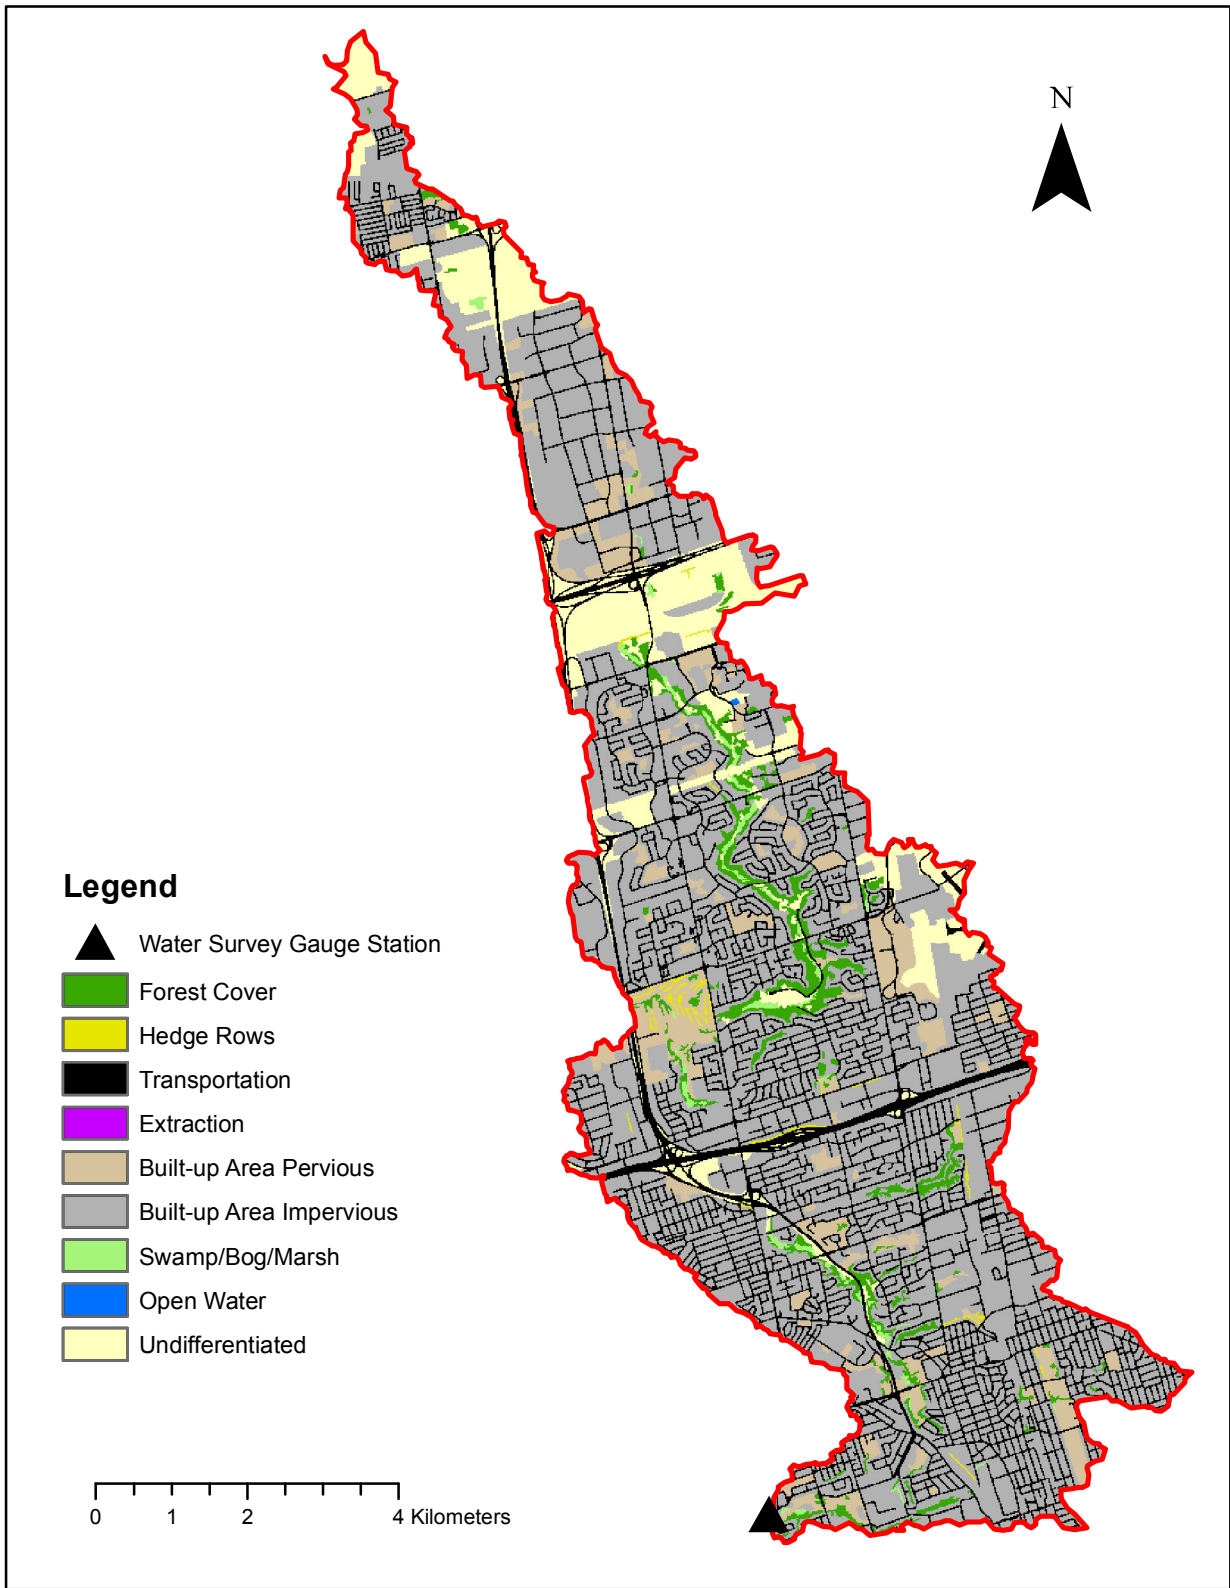 N
Legend
Water Survey Gauge Station
Forest Cover
Hedge Rows
Transportation
Extraction
Built-up Area Pervious
Built-up Area Impervious
Swamp/Bog/Marsh
Open Water
Undifferentiated
0 1 2 4 Kilometers